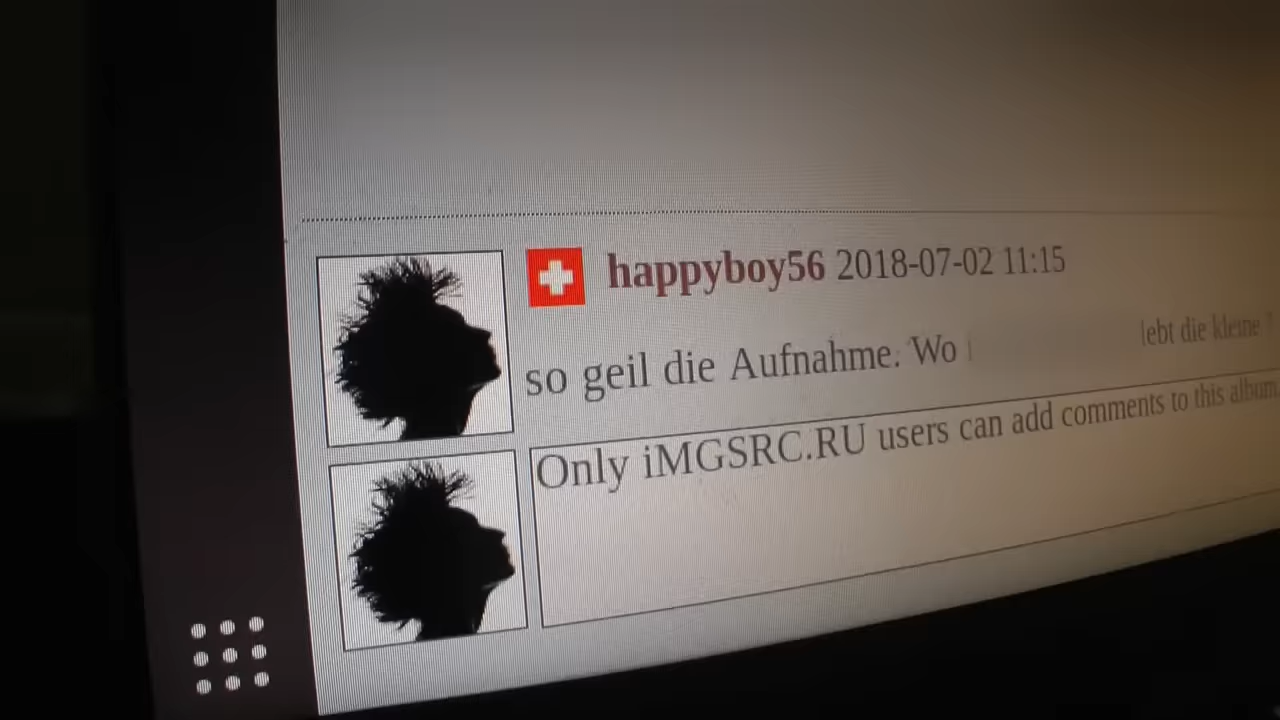 happyboy56 2018-07-02 11:15
so geil die Aufnahme. Wo lebt die kleine
Only iMGSRC.RU users can add comments to this album